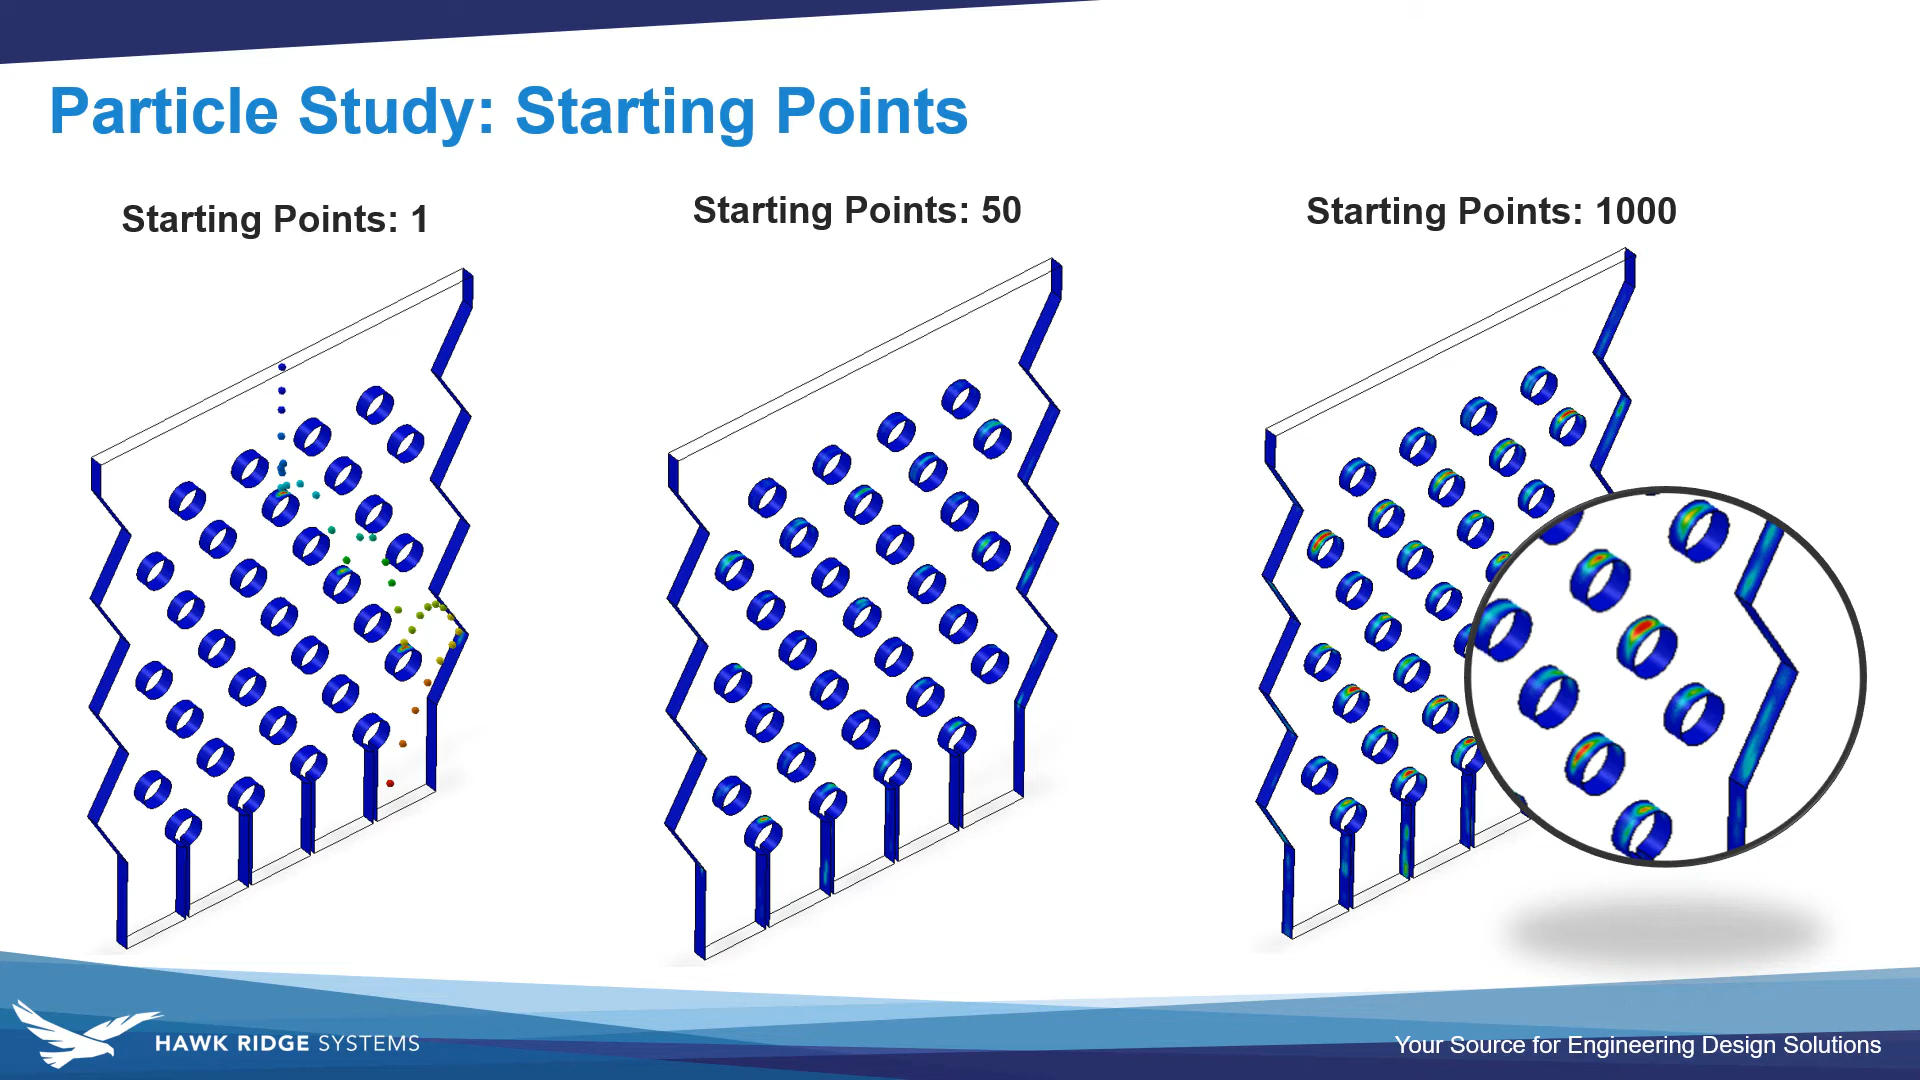 Particle Study: Starting Points
Starting Points: 1
Starting Points: 50
Starting Points: 1000
HAWK RIDGE SYSTEMS
Your Source for Engineering Design Solutions